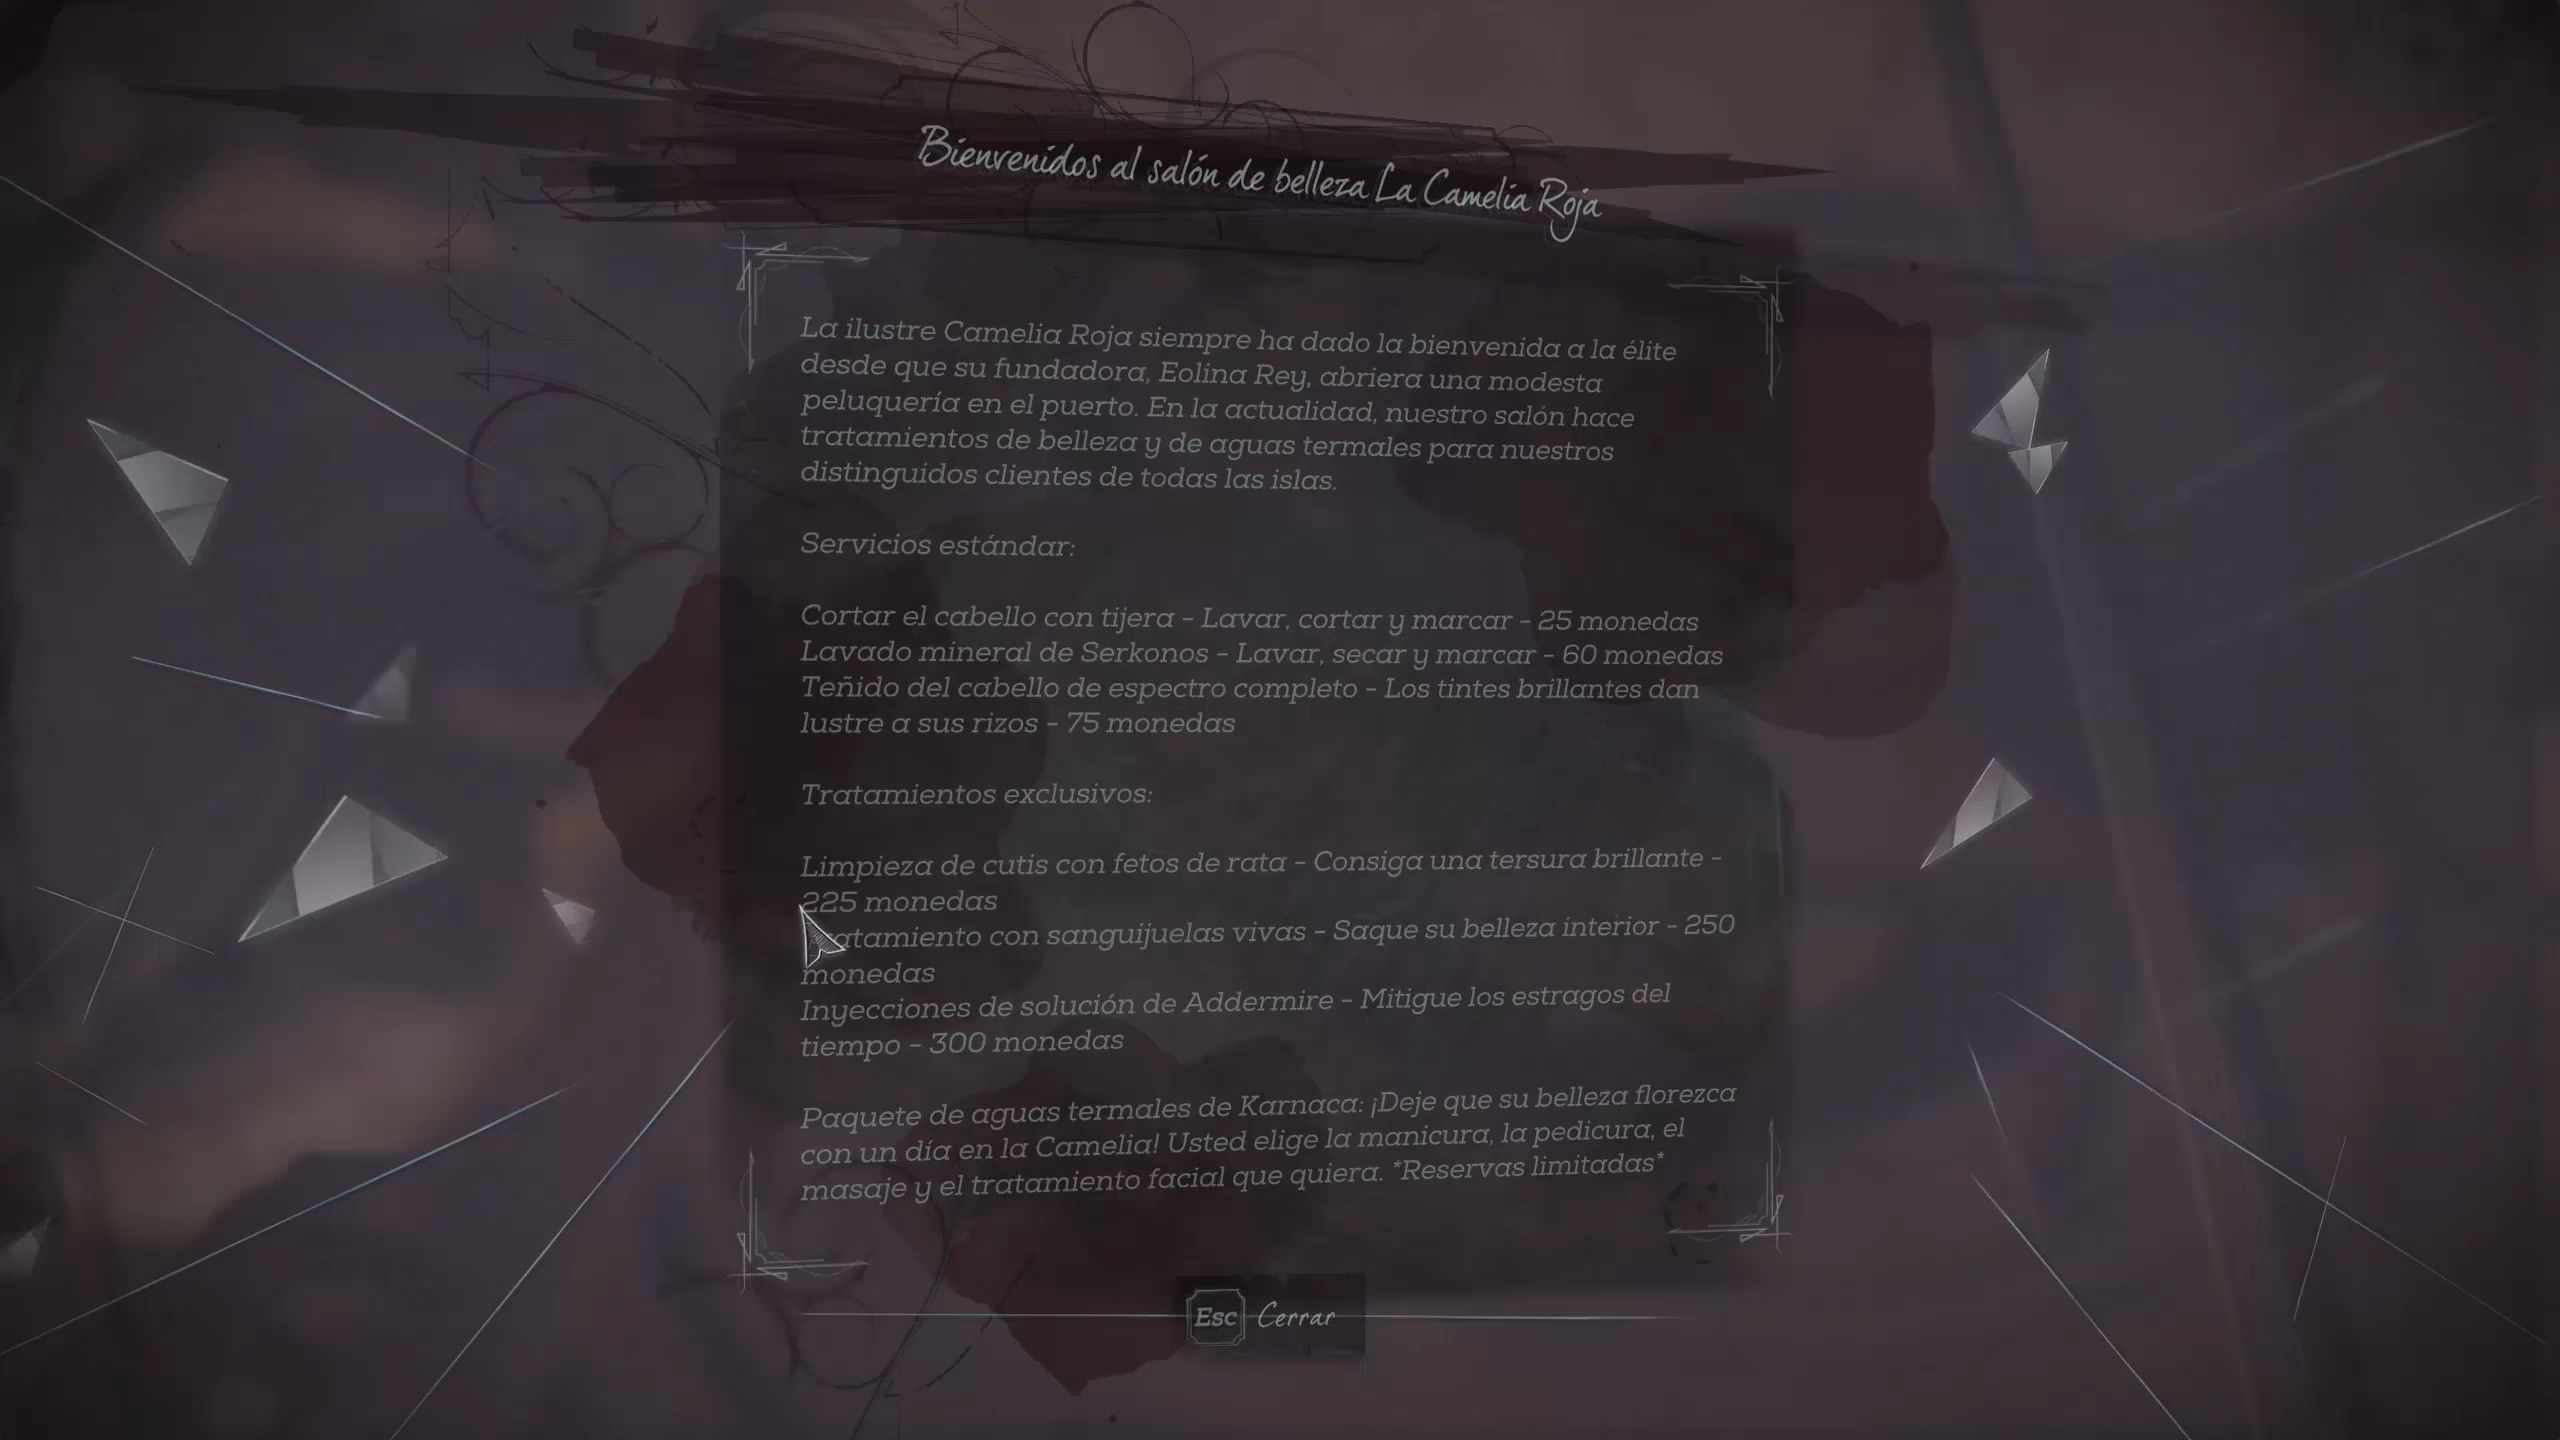 Bienvenidos al salón de belleza La Camelia Roja
La ilustre Camelia Roja siempre ha dado la bienvenida a la élite
desde que su fundadora, Eolina Rey, abriera una modesta
peluquería en el puerto. En la actualidad, nuestro salón hace
tratamientos de belleza y de aguas termales para nuestros
distinguidos clientes de todas las islas.
Servicios estándar:
Cortar el cabello con tijera - Lavar, cortar y marcar - 25 monedas
Lavado mineral de Serkonos - Lavar, secar y marcar - 60 monedas
Teñido del cabello de espectro completo - Los tintes brillantes dan
lustre a sus rizos - 75 monedas
Tratamientos exclusivos:
Limpieza de cutis con fetos de rata - Consiga una tersura brillante -
225 monedas
Tratamiento con sanguijuelas vivas - Saque su belleza interior - 250
monedas
Inyecciones de solución de Addermire - Mitigue los estragos del
tiempo - 300 monedas
Paquete de aguas termales de Karnaca: ¡Deje que su belleza florezca
con un día en la Camelia! Usted elige la manicura, la pedicura, el
masaje y el tratamiento facial que quiera. *Reservas limitadas*
Esc Cerrar